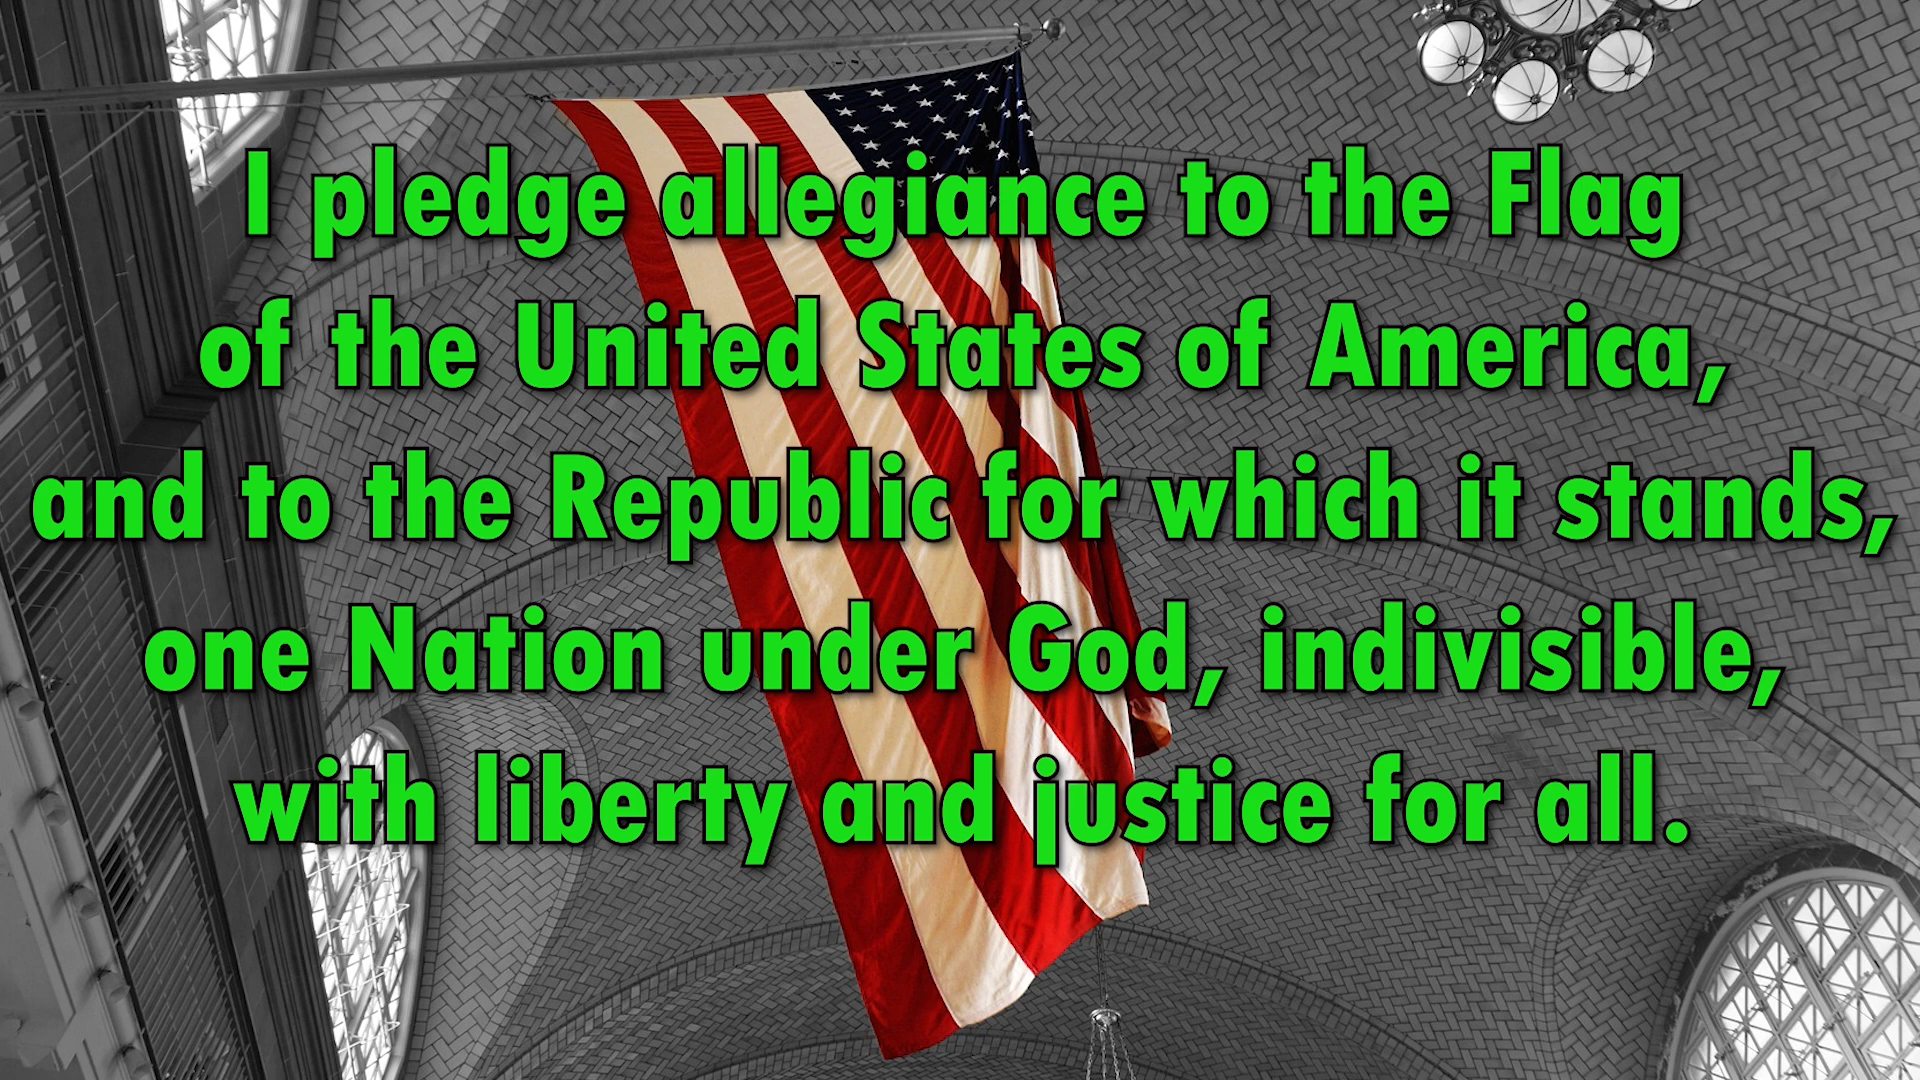 I pledge allegiance to the Flag
of the United States of America,
and to the Republic for which it stands,
one Nation under God, indivisible,
with liberty and justice for all.